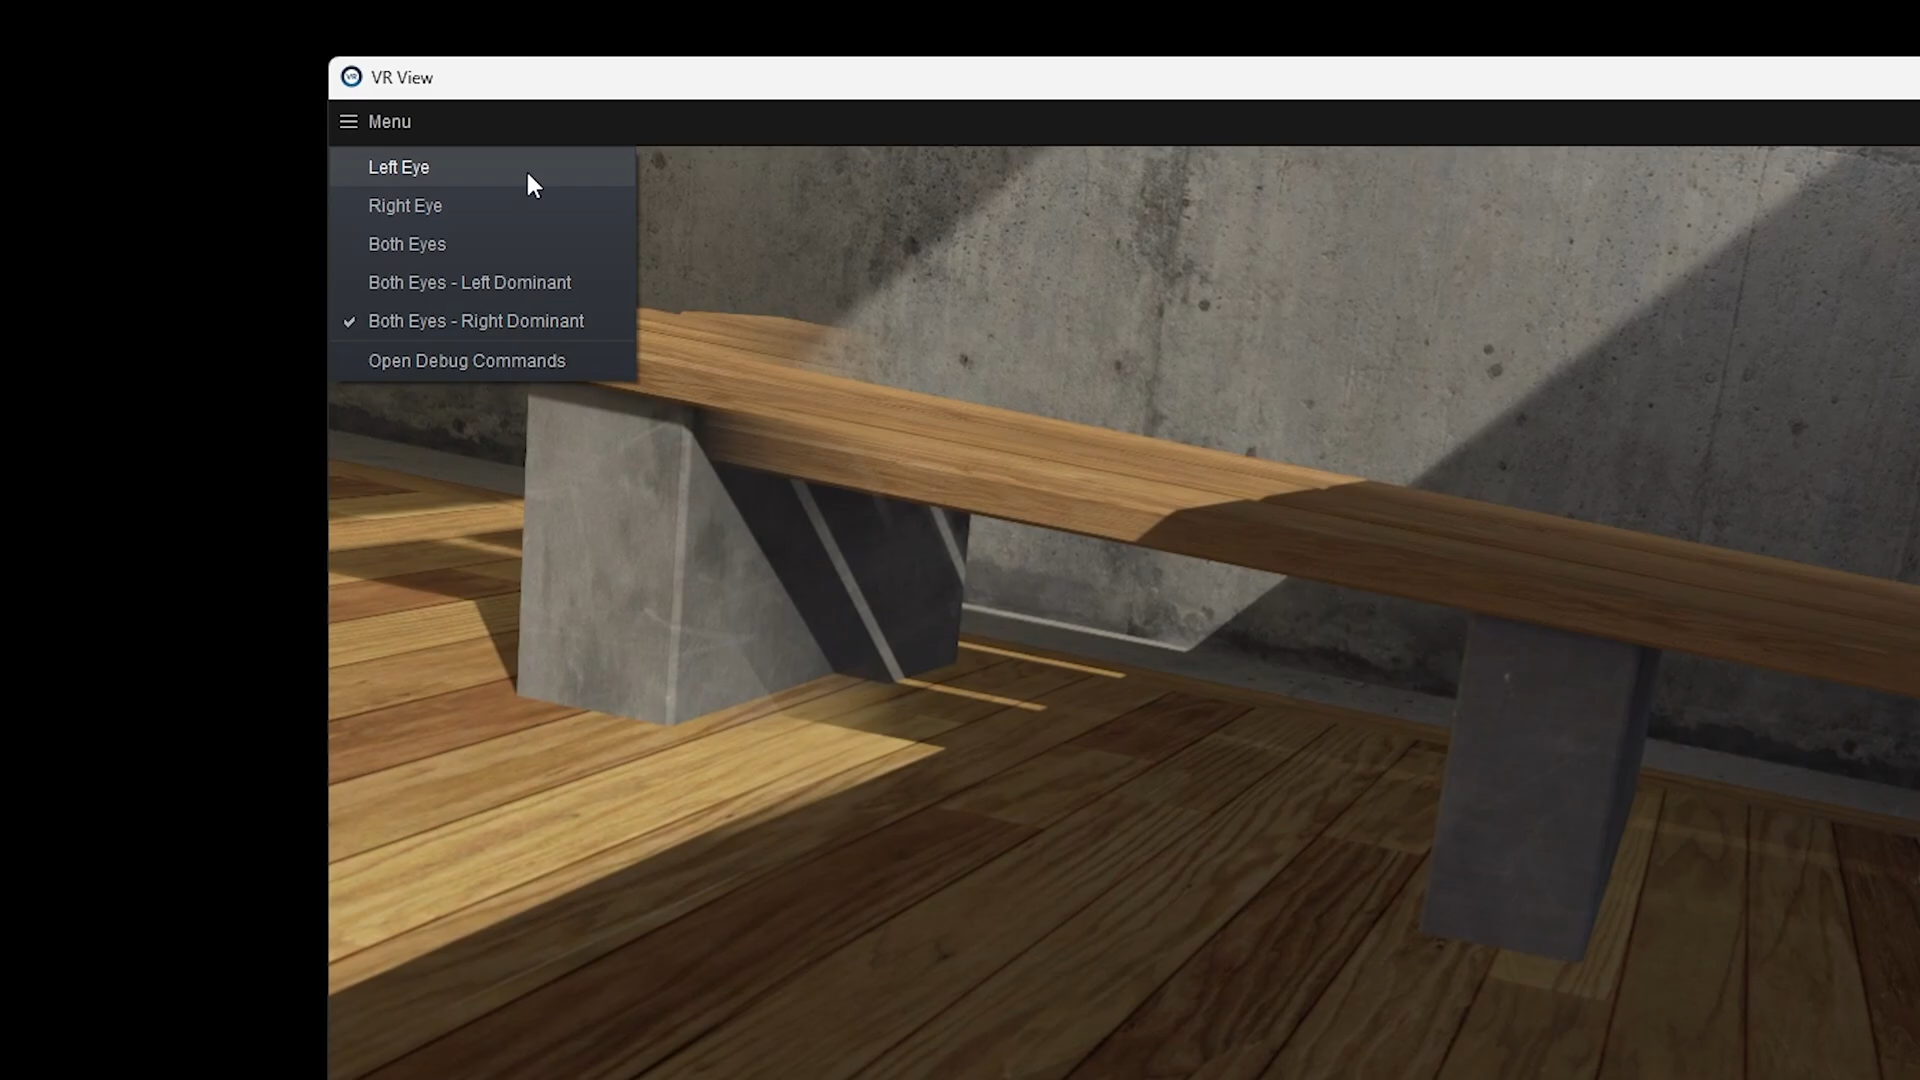 VR View
Menu
Left Eye
Right Eye
Both Eyes
Both Eyes - Left Dominant
Both Eyes - Right Dominant
Open Debug Commands